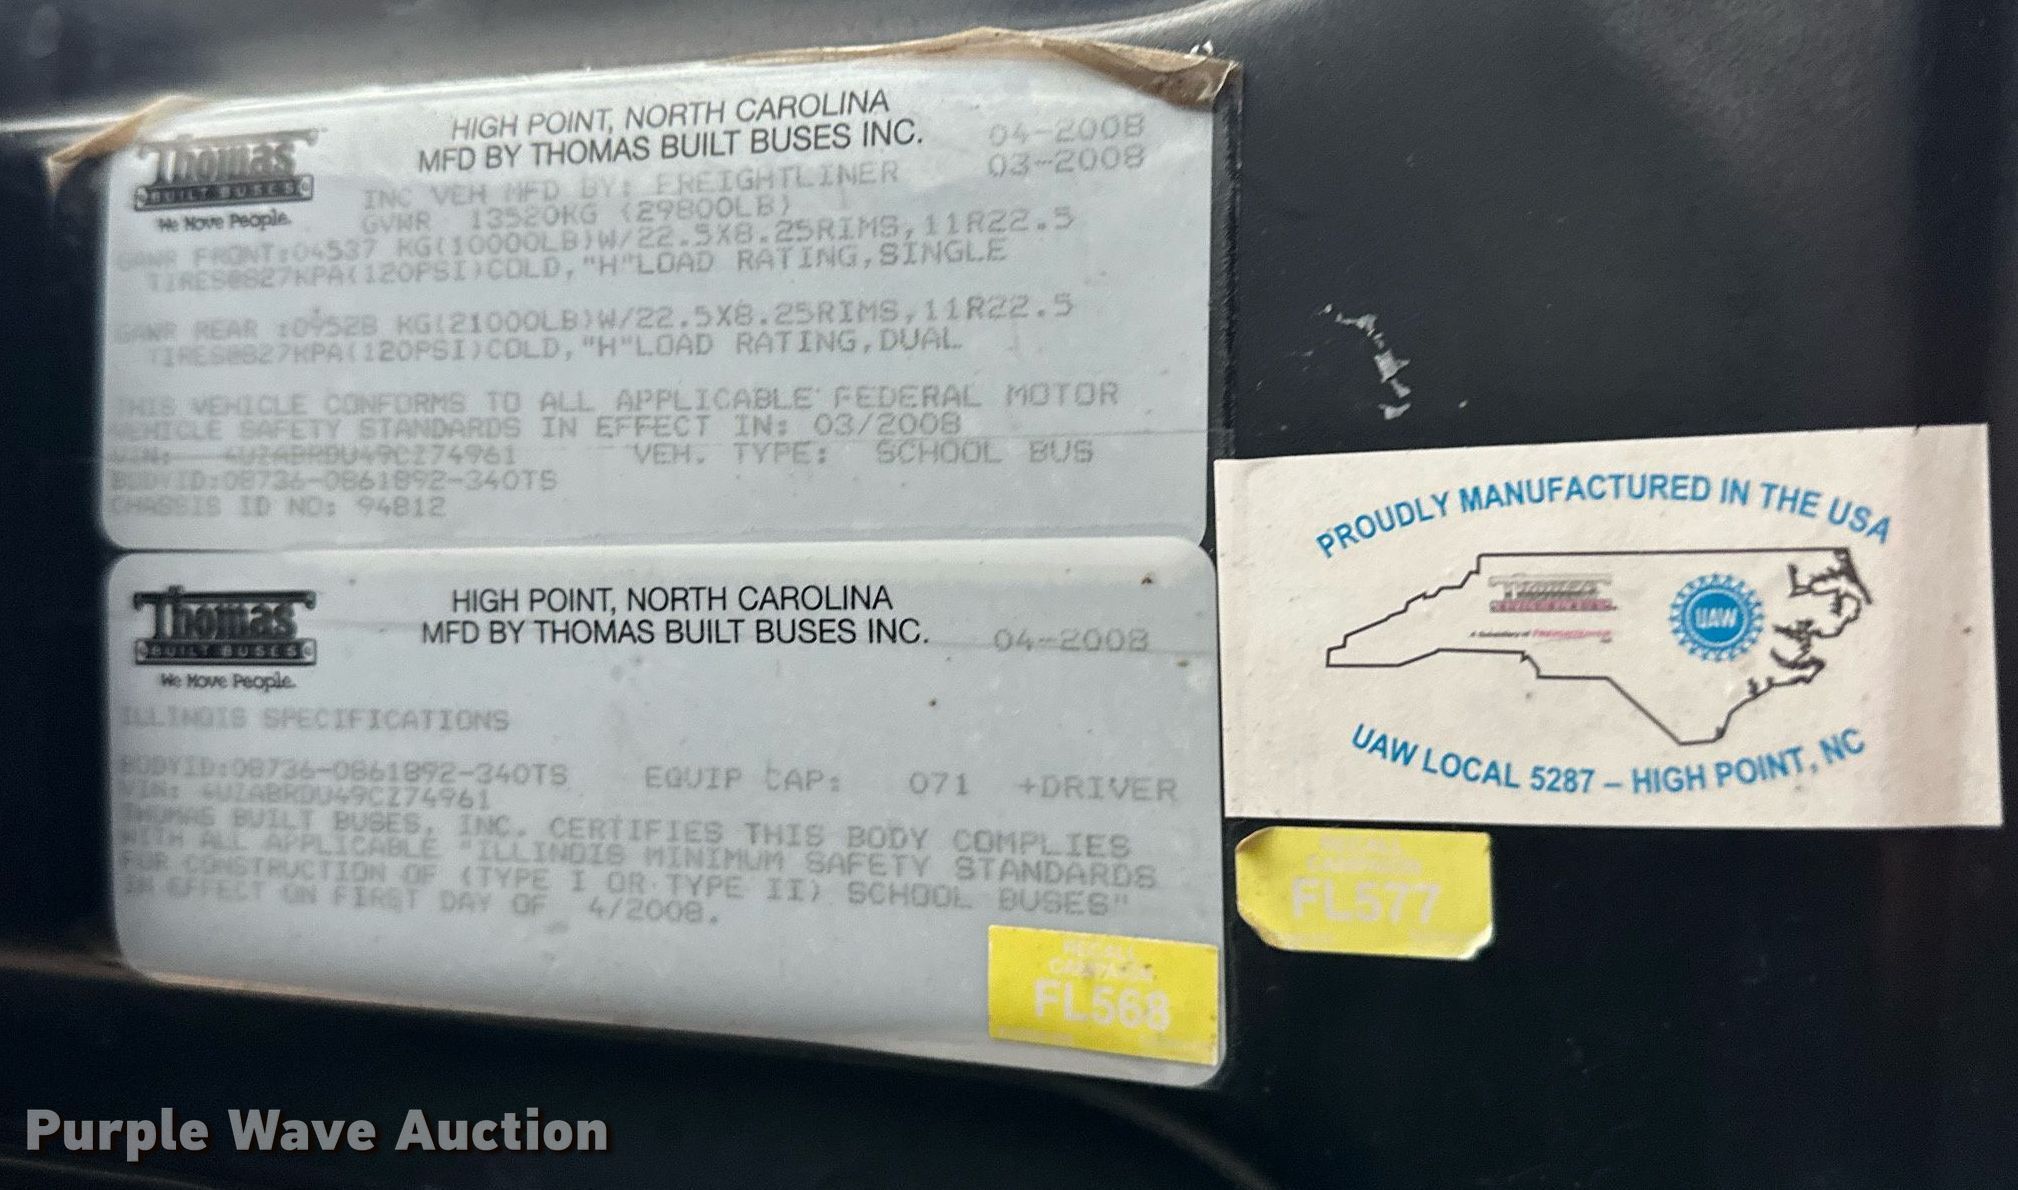 Thomas
BUILT BUSES
We Move People.
HIGH POINT, NORTH CAROLINA
MFD BY THOMAS BUILT BUSES INC.
04-2008
03-2008
INC VEH MFD BY: FREIGHTLINER
GVWR 13520KG (29800LB)
GAWR FRONT:04537 KG(10000LB)W/22.5X8.25RIMS,11R22.5
TIRES@827KPA(120PSI)COLD,"H"LOAD RATING,SINGLE
GAWR REAR :09528 KG(21000LB)W/22.5X8.25RIMS,11R22.5
TIRES@827KPA(120PSI)COLD,"H"LOAD RATING,DUAL
THIS VEHICLE CONFORMS TO ALL APPLICABLE FEDERAL MOTOR
VEHICLE SAFETY STANDARDS IN EFFECT IN: 03/2008
VIN: 4UZABRDU49CZ74961 VEH. TYPE: SCHOOL BUS
BODYID:08736-0861892-340TS
CHASSIS ID NO: 94812
Thomas
BUILT BUSES
We Move People.
HIGH POINT, NORTH CAROLINA
MFD BY THOMAS BUILT BUSES INC.
04-2008
ILLINOIS SPECIFICATIONS
BODYID:08736-0861892-340TS EQUIP CAP: 071 +DRIVER
VIN: 4UZABRDU49CZ74961
THOMAS BUILT BUSES, INC. CERTIFIES THIS BODY COMPLIES
WITH ALL APPLICABLE "ILLINOIS MINIMUM SAFETY STANDARDS
FOR CONSTRUCTION OF (TYPE I OR TYPE II) SCHOOL BUSES"
IN EFFECT ON FIRST DAY OF 4/2008.
RECALL
CAMPAIGN
FL568
PROUDLY MANUFACTURED IN THE USA
THOMAS
A Subsidiary of
UAW
UAW LOCAL 5287 – HIGH POINT, NC
RECALL
CAMPAIGN
FL577
Purple Wave Auction